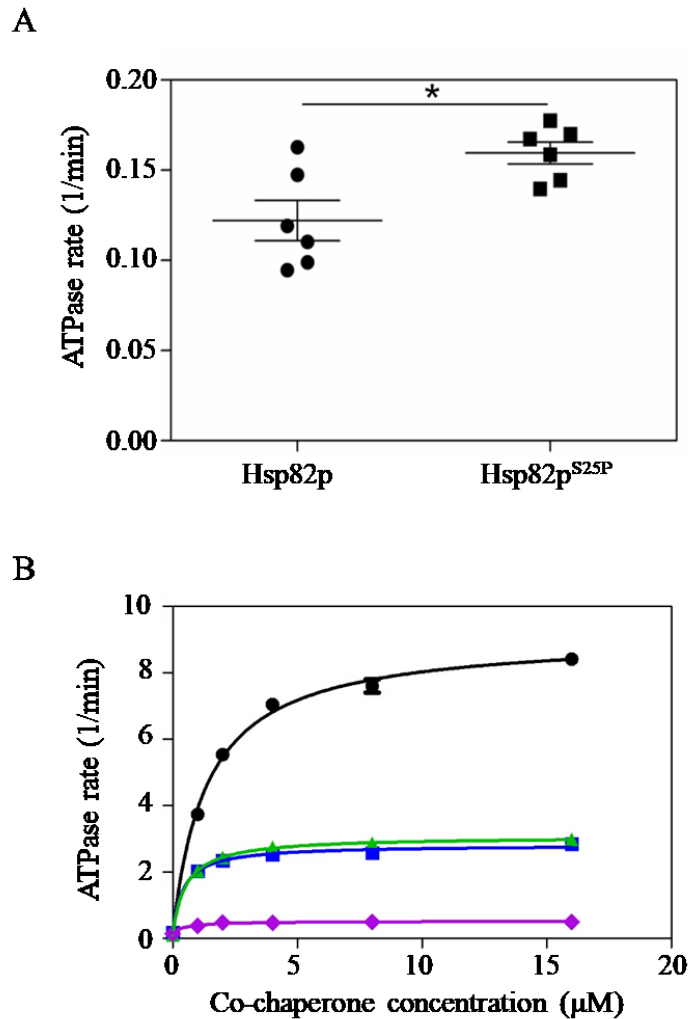 A
0.20
*
0.15
0.10
0.05
0.00
ATPase rate (1/min)
Hsp82p
Hsp82pS25P
B
10
8
6
4
2
0
ATPase rate (1/min)
0
5
10
15
20
Co-chaperone concentration (µM)